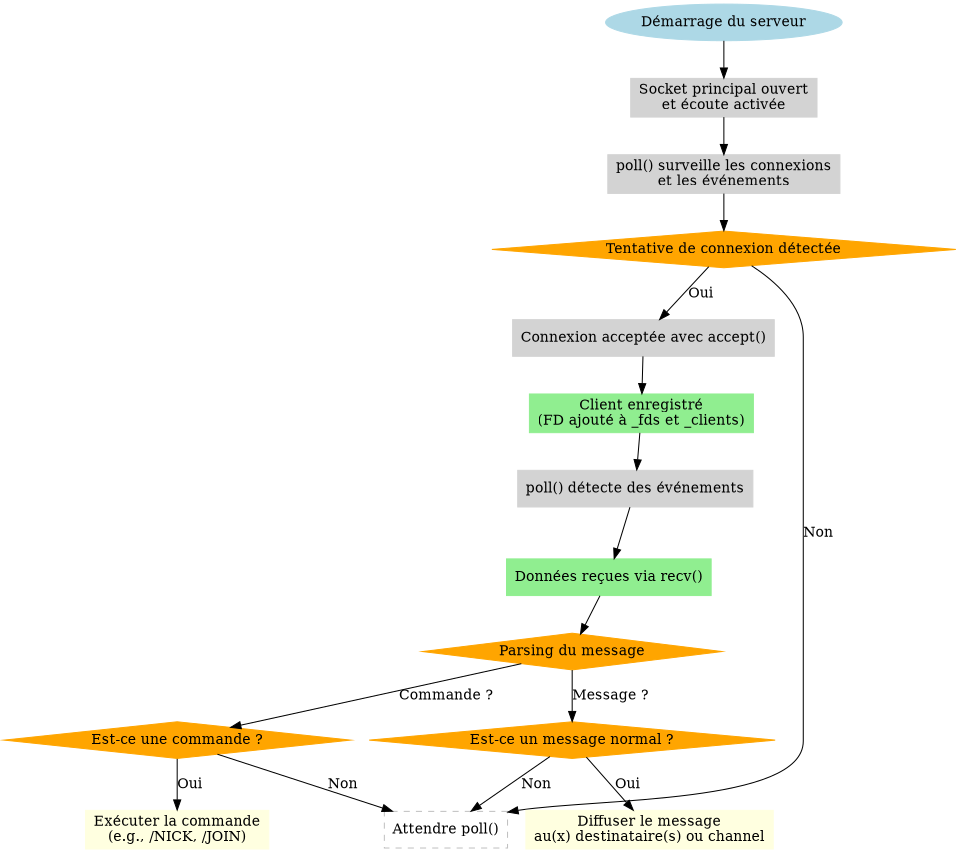 Démarrage du serveur
Socket principal ouvert
et écoute activée
poll() surveille les connexions
et les événements
Tentative de connexion détectée
Oui
Connexion acceptée avec accept()
Client enregistré
(FD ajouté à _fds et _clients)
poll() détecte des événements
Non
Données reçues via recv()
Parsing du message
Commande ?
Message ?
Est-ce une commande ?
Est-ce un message normal ?
Oui
Non
Non
Oui
Exécuter la commande
(e.g., /NICK, /JOIN)
Attendre poll()
Diffuser le message
au(x) destinataire(s) ou channel